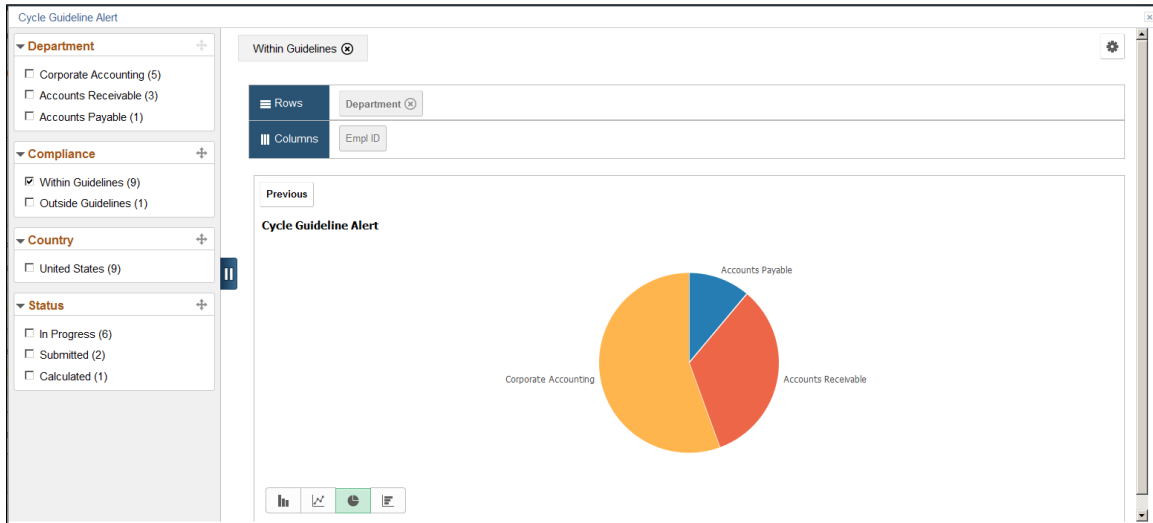 Cycle Guideline Alert
Department
Corporate Accounting (5)
Accounts Receivable (3)
Accounts Payable (1)
Compliance
Within Guidelines (9)
Outside Guidelines (1)
Country
United States (9)
Status
In Progress (6)
Submitted (2)
Calculated (1)
Within Guidelines
Rows
Department
Columns
Empl ID
Previous
Cycle Guideline Alert
Accounts Payable
Corporate Accounting
Accounts Receivable